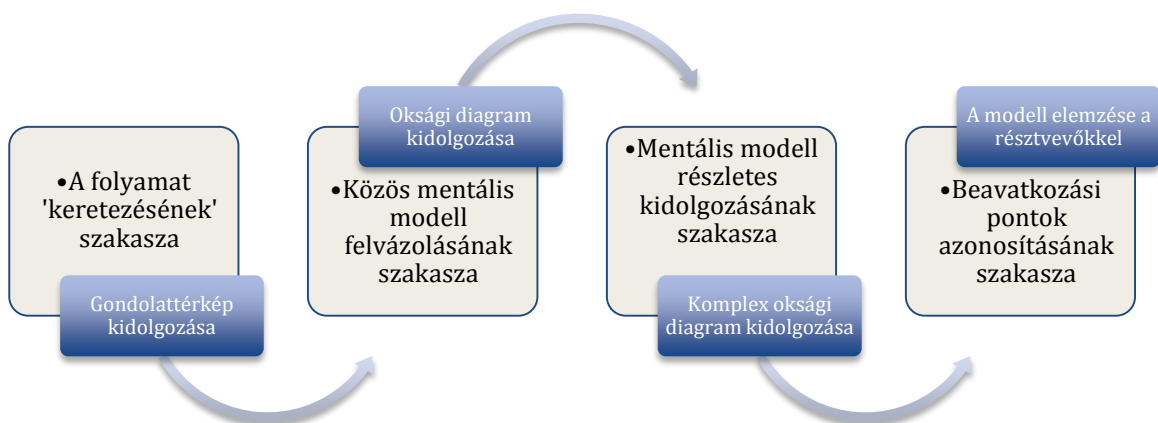 •A folyamat
'keretezésének'
szakasza
Gondolattérkép
kidolgozása
Oksági diagram
kidolgozása
•Közös mentális
modell
felvázolásának
szakasza
•Mentális modell
részletes
kidolgozásának
szakasza
Komplex oksági
diagram kidolgozása
A modell elemzése a
résztvevőkkel
•Beavatkozási
pontok
azonosításának
szakasza